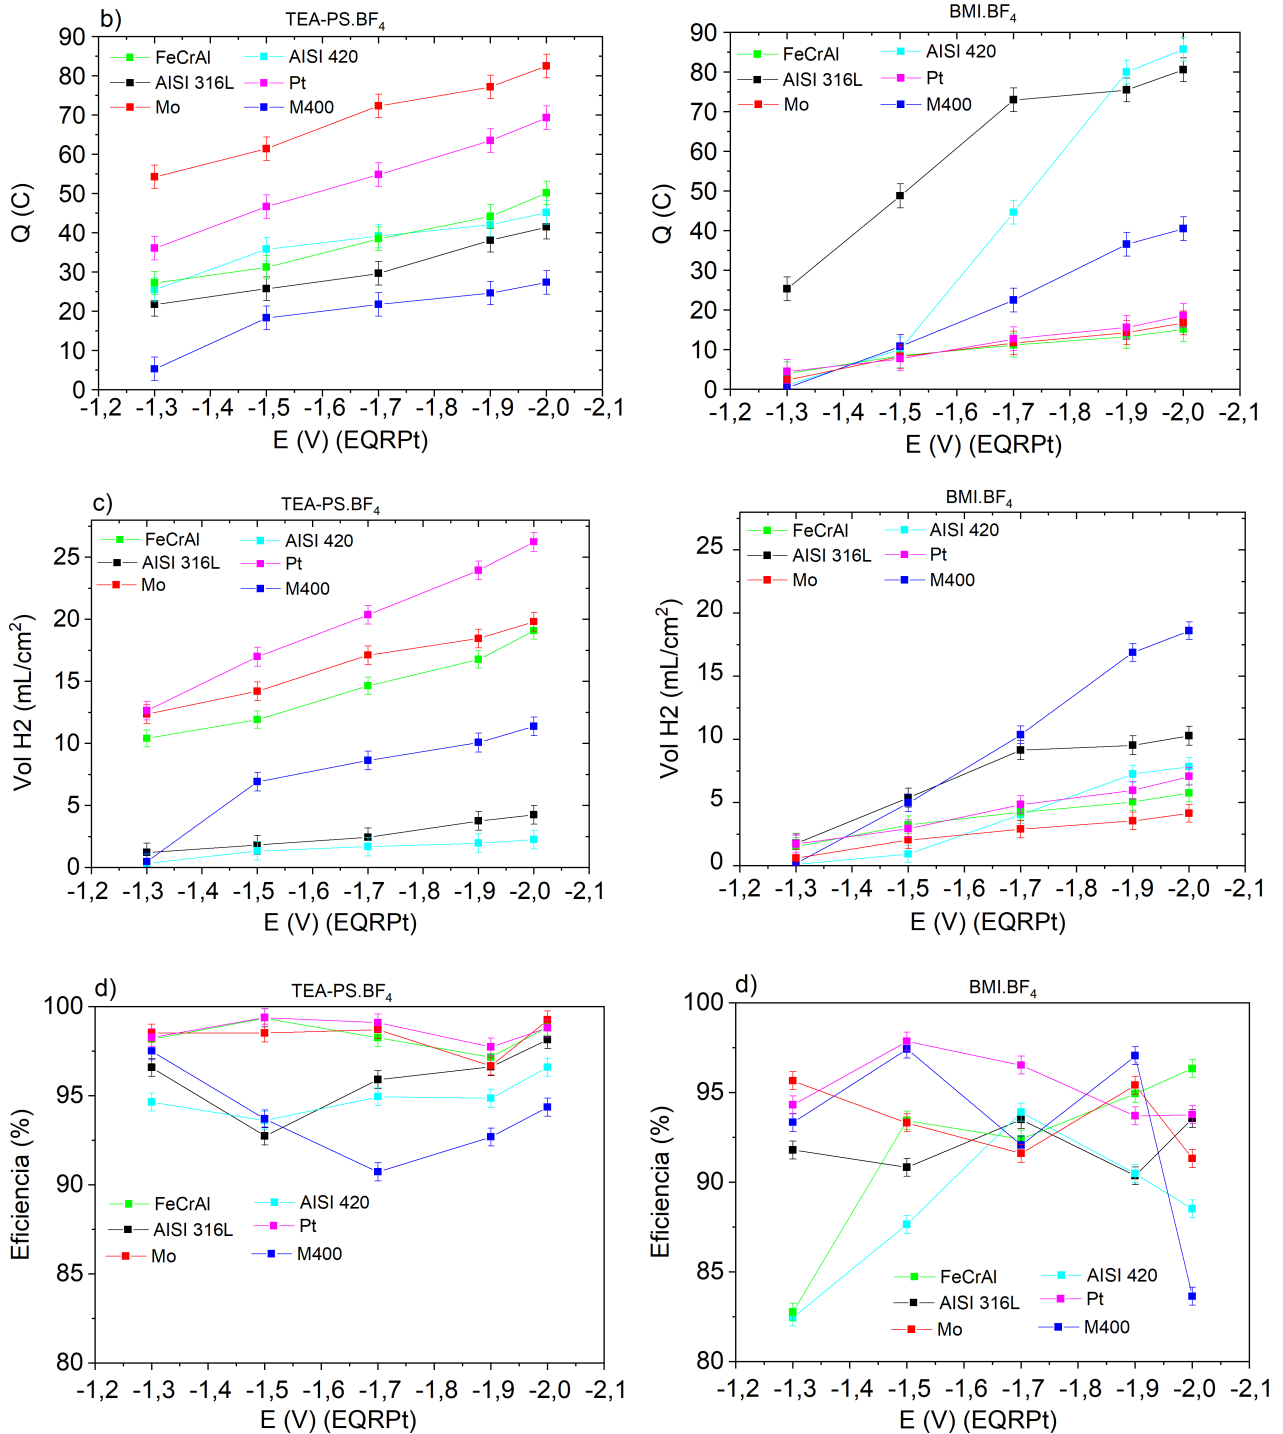 b) TEA-PS.BF4
90
80
70
60
50
40
30
20
10
0
Q (C)
FeCrAl
AISI 316L
Mo
AISI 420
Pt
M400
-1,2 -1,3 -1,4 -1,5 -1,6 -1,7 -1,8 -1,9 -2,0 -2,1
E (V) (EQRPt)
BMI.BF4
90
80
70
60
50
40
30
20
10
0
Q (C)
FeCrAl
AISI 316L
Mo
AISI 420
Pt
M400
-1,2 -1,3 -1,4 -1,5 -1,6 -1,7 -1,8 -1,9 -2,0 -2,1
E (V) (EQRPt)
c) TEA-PS.BF4
25
20
15
10
5
0
Vol H2 (mL/cm2)
FeCrAl
AISI 316L
Mo
AISI 420
Pt
M400
-1,2 -1,3 -1,4 -1,5 -1,6 -1,7 -1,8 -1,9 -2,0 -2,1
E (V) (EQRPt)
BMI.BF4
25
20
15
10
5
0
Vol H2 (mL/cm2)
FeCrAl
AISI 316L
Mo
AISI 420
Pt
M400
-1,2 -1,3 -1,4 -1,5 -1,6 -1,7 -1,8 -1,9 -2,0 -2,1
E (V) (EQRPt)
d) TEA-PS.BF4
100
95
90
85
80
Eficiencia (%)
FeCrAl
AISI 316L
Mo
AISI 420
Pt
M400
-1,2 -1,3 -1,4 -1,5 -1,6 -1,7 -1,8 -1,9 -2,0 -2,1
E (V) (EQRPt)
d) BMI.BF4
100
95
90
85
80
Eficiencia (%)
FeCrAl
AISI 316L
Mo
AISI 420
Pt
M400
-1,2 -1,3 -1,4 -1,5 -1,6 -1,7 -1,8 -1,9 -2,0 -2,1
E (V) (EQRPt)